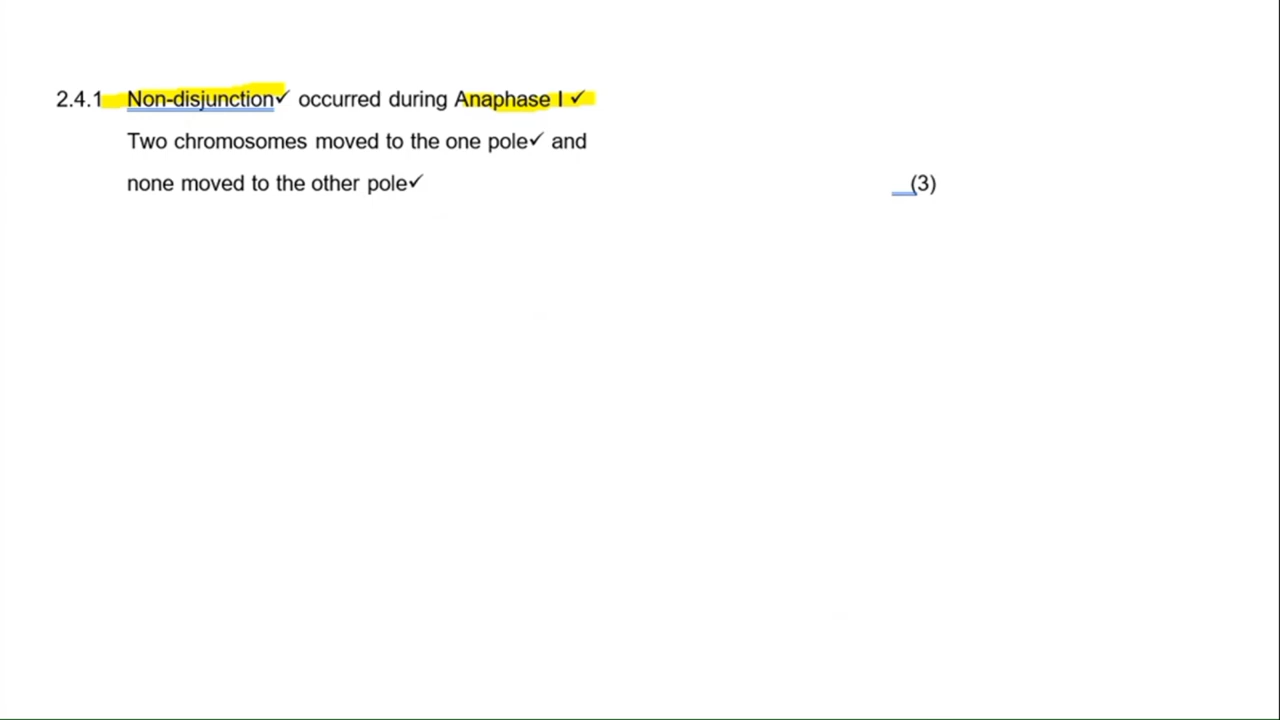 2.4.1 Non-disjunction✓ occurred during Anaphase I ✓
Two chromosomes moved to the one pole✓ and
none moved to the other pole✓ (3)